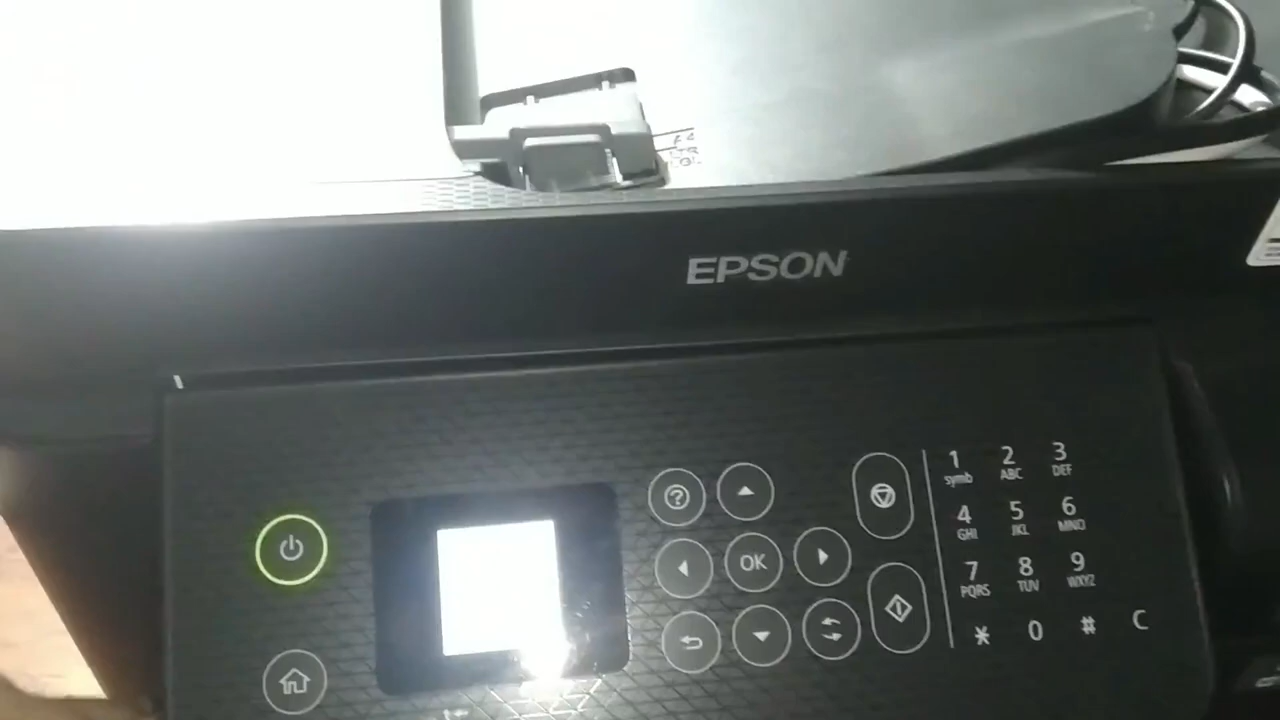 A4
EPSON
1 2 3
symb ABC DEF
4 5 6
GHI JKL MNO
OK
7 8 9
PQRS TUV WXYZ
* 0 # C